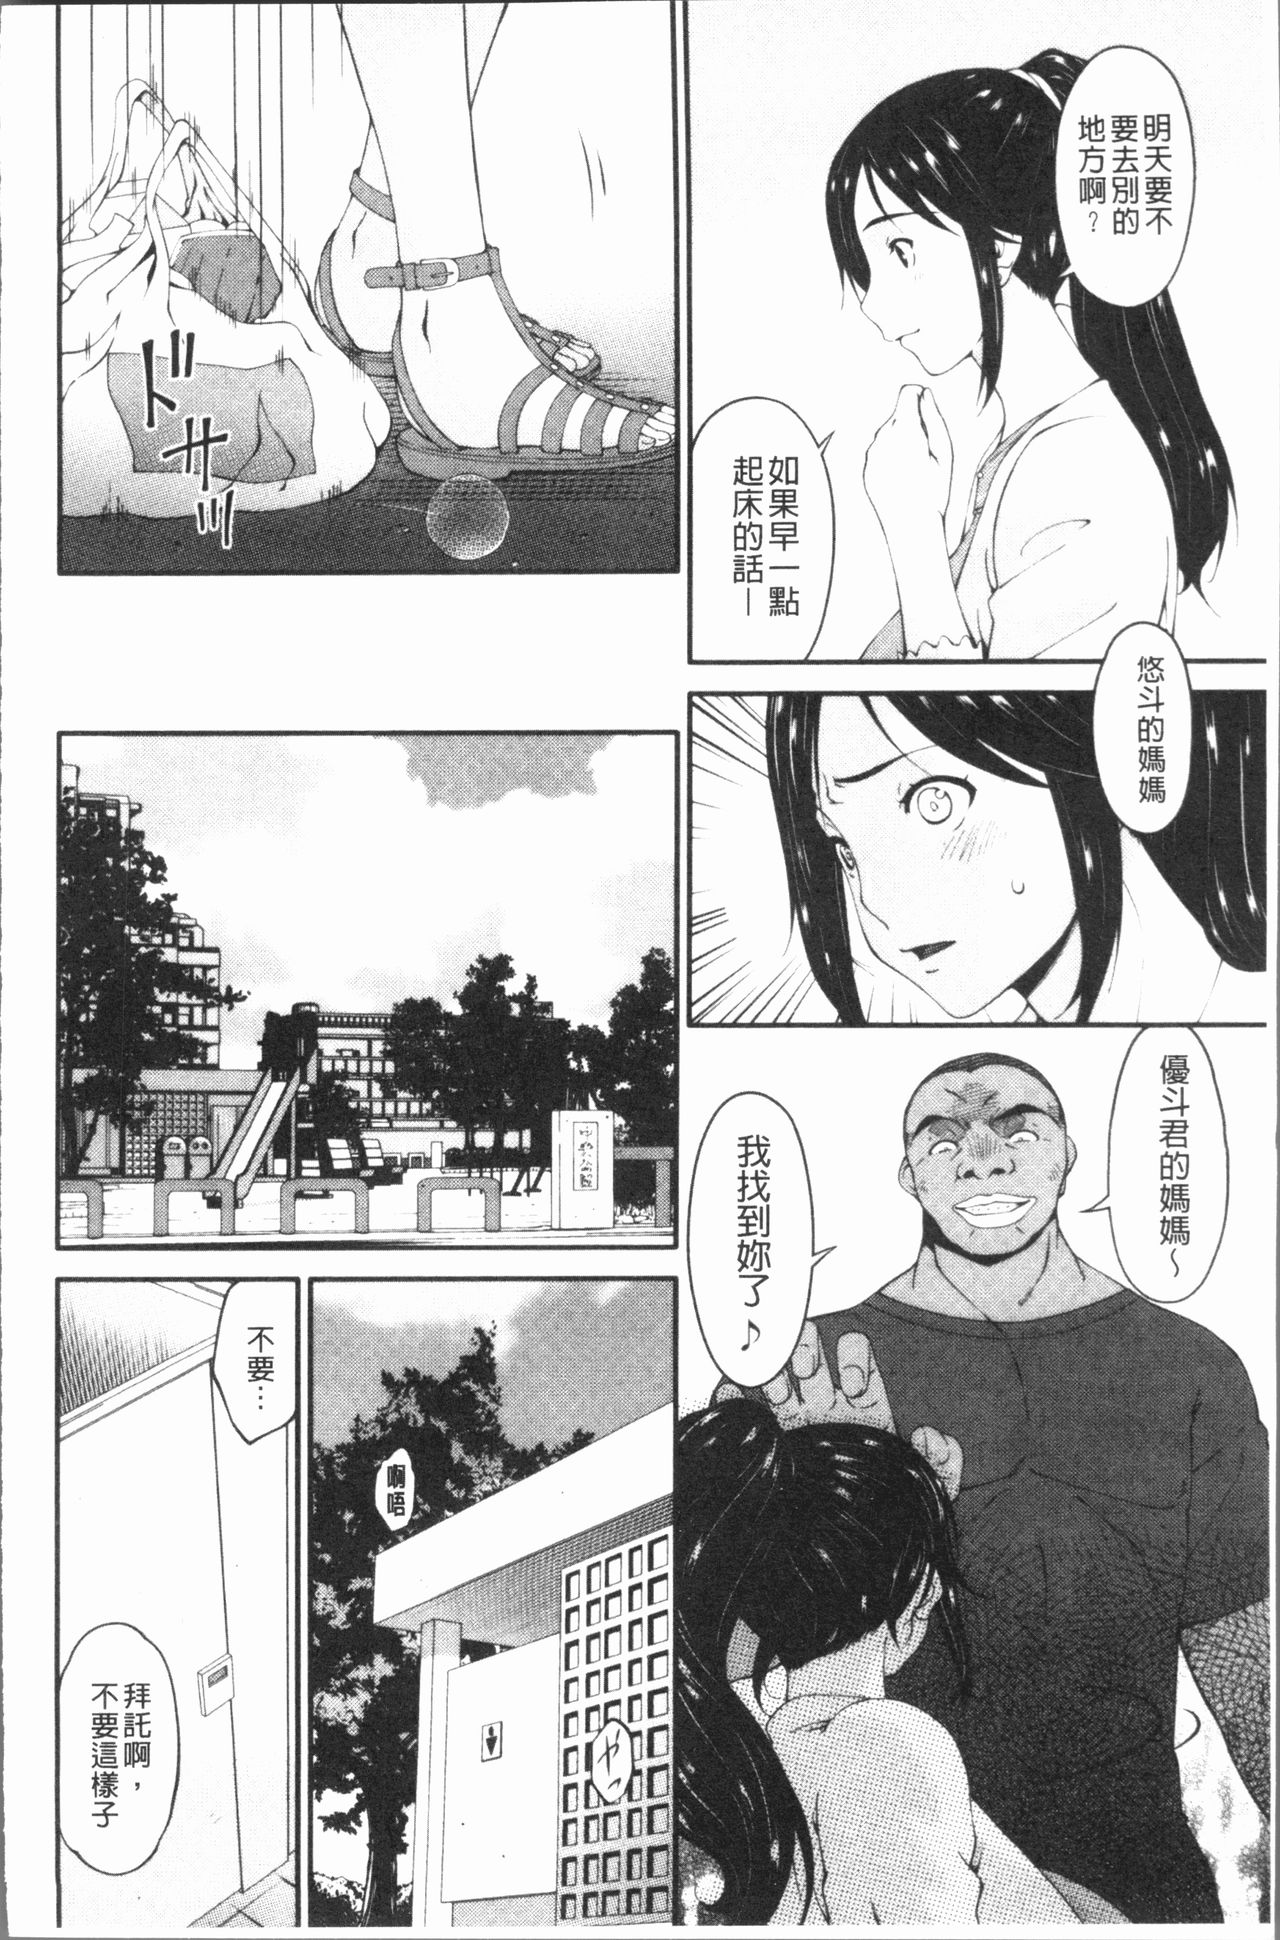 明天要不
要去別的
地方啊？
如果早一點
起床的話ー
悠斗的媽媽
優斗君的媽媽～
我找到妳了♪
ドサッ
啊唔
やっ
不要…
拜託啊，
不要這樣子